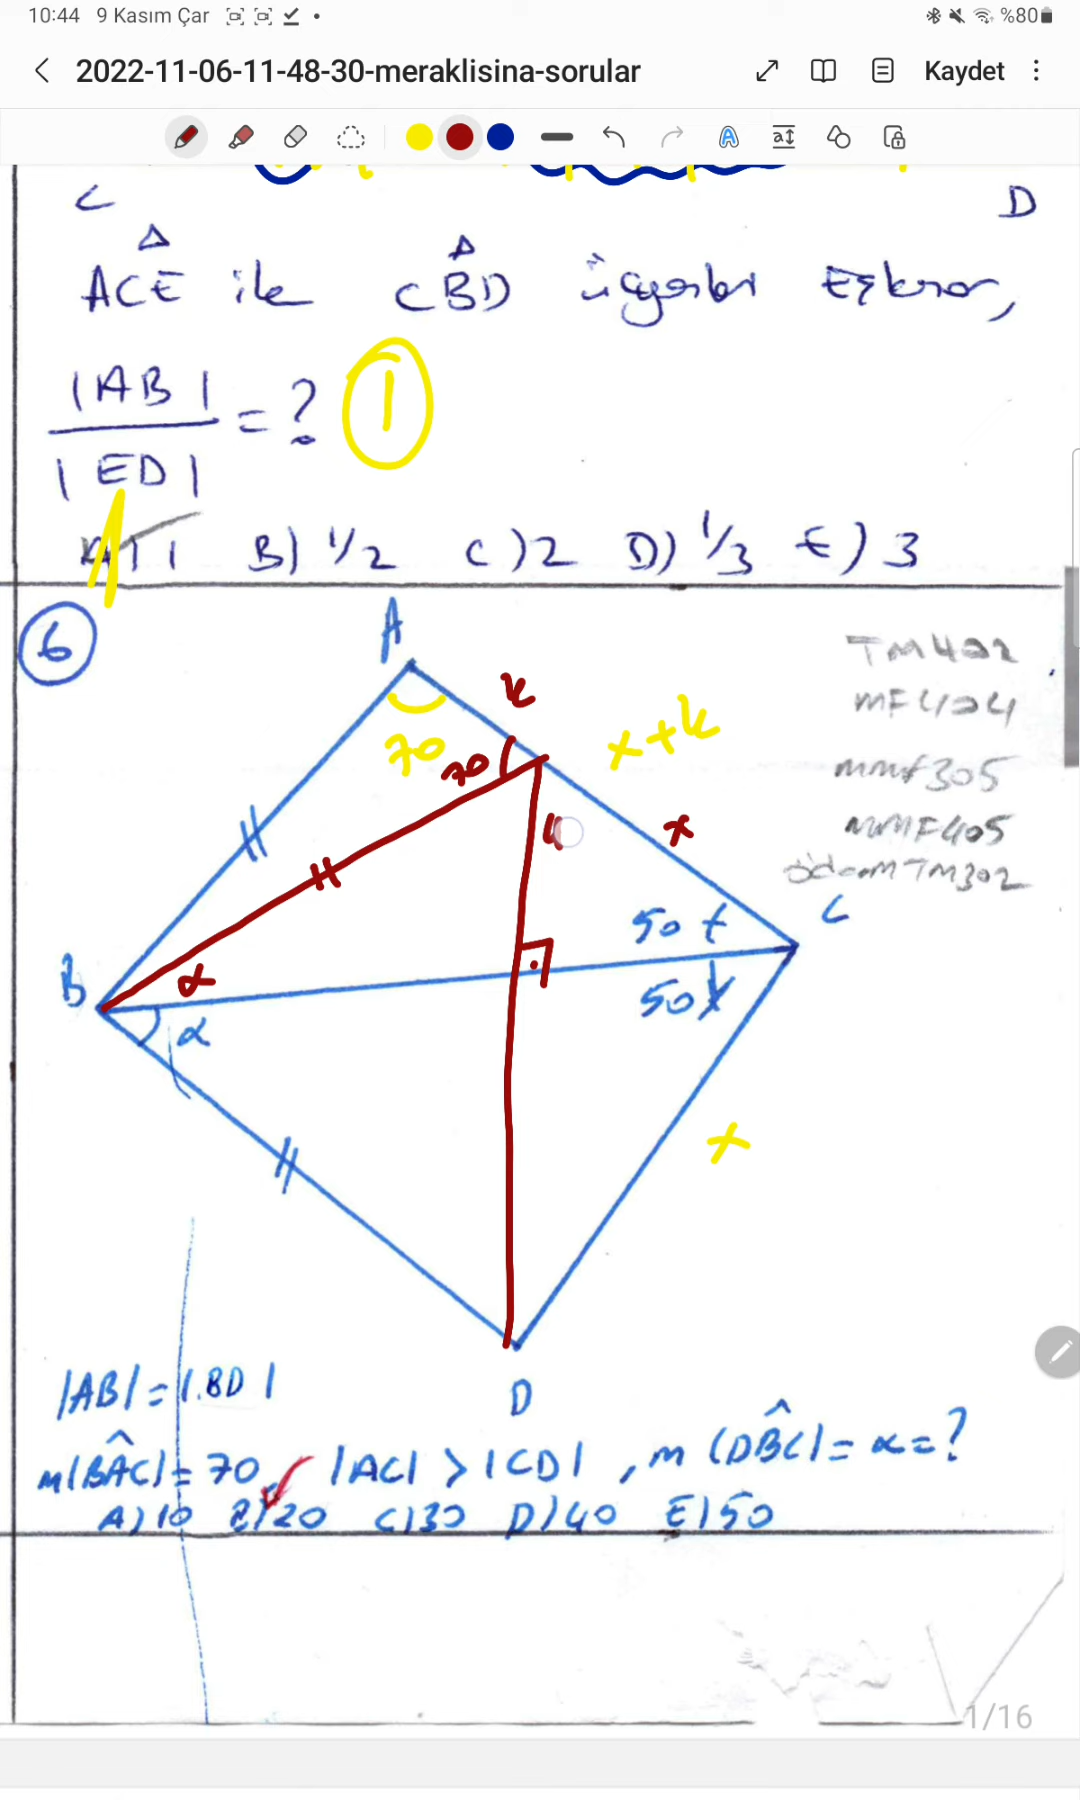 10:44 9 Kasım Çar
%80
2022-11-06-11-48-30-meraklisina-sorular
Kaydet
C D
ACE ile CBD üçgenleri Eşkenar,
|AB|
|ED|
= ? 1
A) 1 B) 1/2 C) 2 D) 1/3 E) 3
6
A
TM402
MF404
mmf305
MMF405
TM302
k
x+k
70
70
x
50
C
B
α
50
α
x
|AB| = |BD|
D
m(BAC) = 70, |AC| > |CD|, m(DBC) = α = ?
A) 10 B) 20 C) 30 D) 40 E) 50
1/16